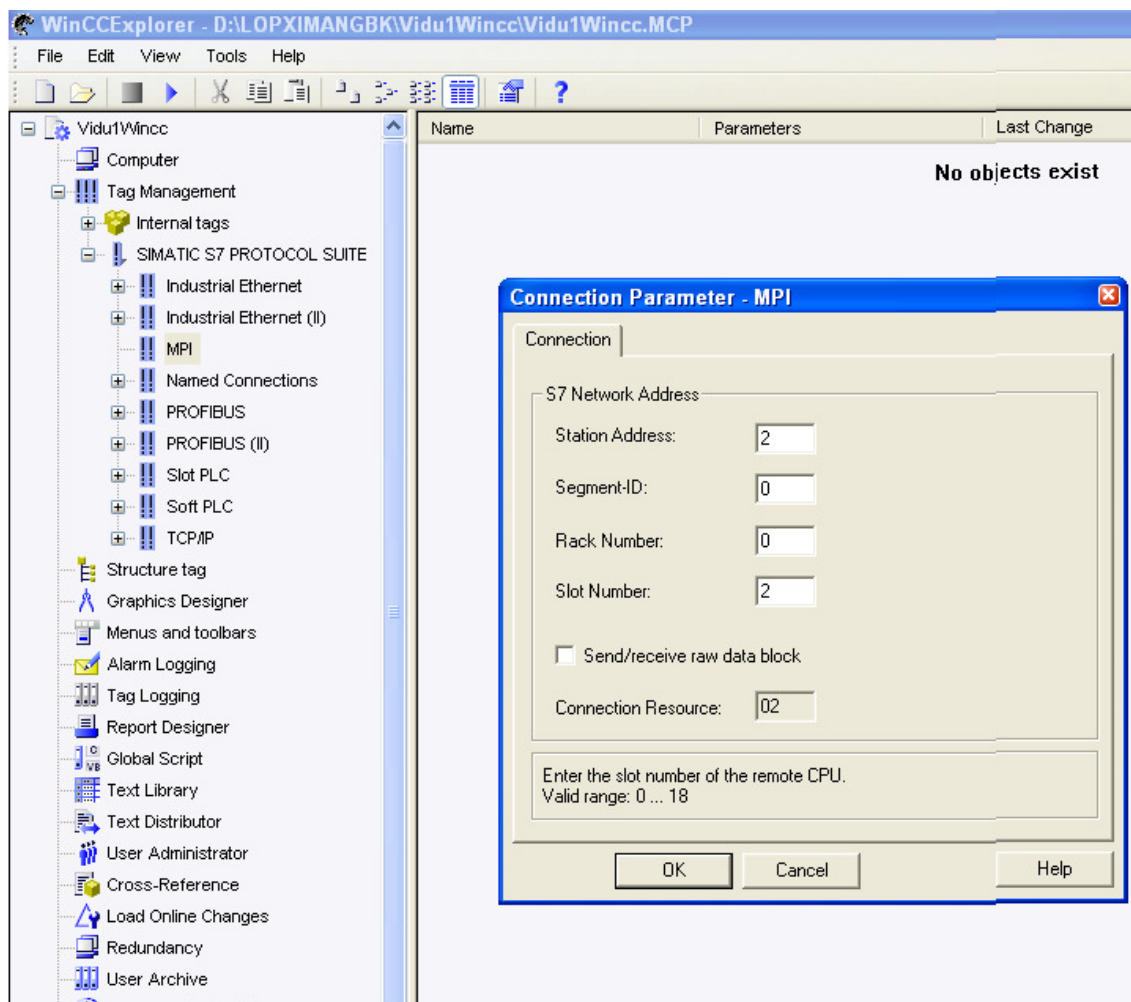 WinCCExplorer - D:\LOPXIMANGBK\Vidu1Wincc\Vidu1Wincc.MCP
File Edit View Tools Help
Vidu1Wincc
Computer
Tag Management
Internal tags
SIMATIC S7 PROTOCOL SUITE
Industrial Ethernet
Industrial Ethernet (II)
MPI
Named Connections
PROFIBUS
PROFIBUS (II)
Slot PLC
Soft PLC
TCP/IP
Structure tag
Graphics Designer
Menus and toolbars
Alarm Logging
Tag Logging
Report Designer
Global Script
Text Library
Text Distributor
User Administrator
Cross-Reference
Load Online Changes
Redundancy
User Archive
Name Parameters Last Change
No objects exist
Connection Parameter - MPI
Connection
S7 Network Address
Station Address: 2
Segment-ID: 0
Rack Number: 0
Slot Number: 2
Send/receive raw data block
Connection Resource: 02
Enter the slot number of the remote CPU.
Valid range: 0 ... 18
OK Cancel Help